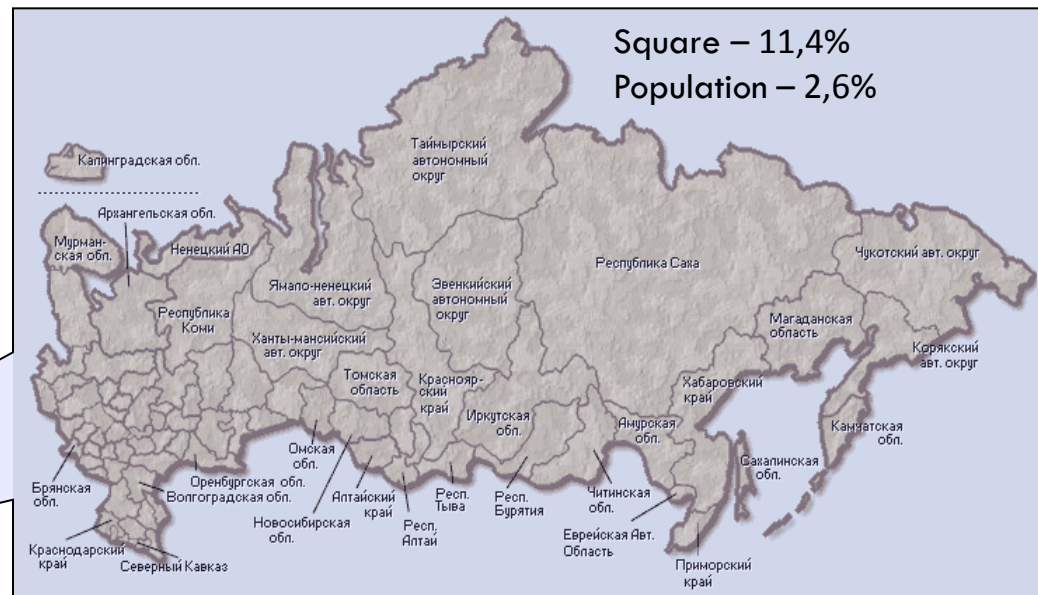 Square – 11,4%
Population – 2,6%
Таймырский
автономный
округ
Калинградская обл.
Архангельская обл.
Мурман-
ская обл.
Ненецкий АО
Чукотский авт. округ
Республика Саха
Ямало-ненецкий
авт. округ
Эвенкийский
автономный
округ
Республика
Коми
Магаданская
область
Ханты-мансийский
авт. округ
Корякский
авт. округ
Томская
область
Краснояр-
ский
край
Хабаровский
край
Иркутская
обл.
Амурская
обл.
Камчатская
обл.
Омская
обл.
Сахалинская
обл.
Брянская
обл.
Оренбургская обл.
Волгоградская обл.
Алтайский
край
Респ.
Тыва
Респ.
Бурятия
Читинская
обл.
Новосибирская
обл.
Респ.
Алтай
Еврейская Авт.
Область
Краснодарский
край
Северный Кавказ
Приморский
край